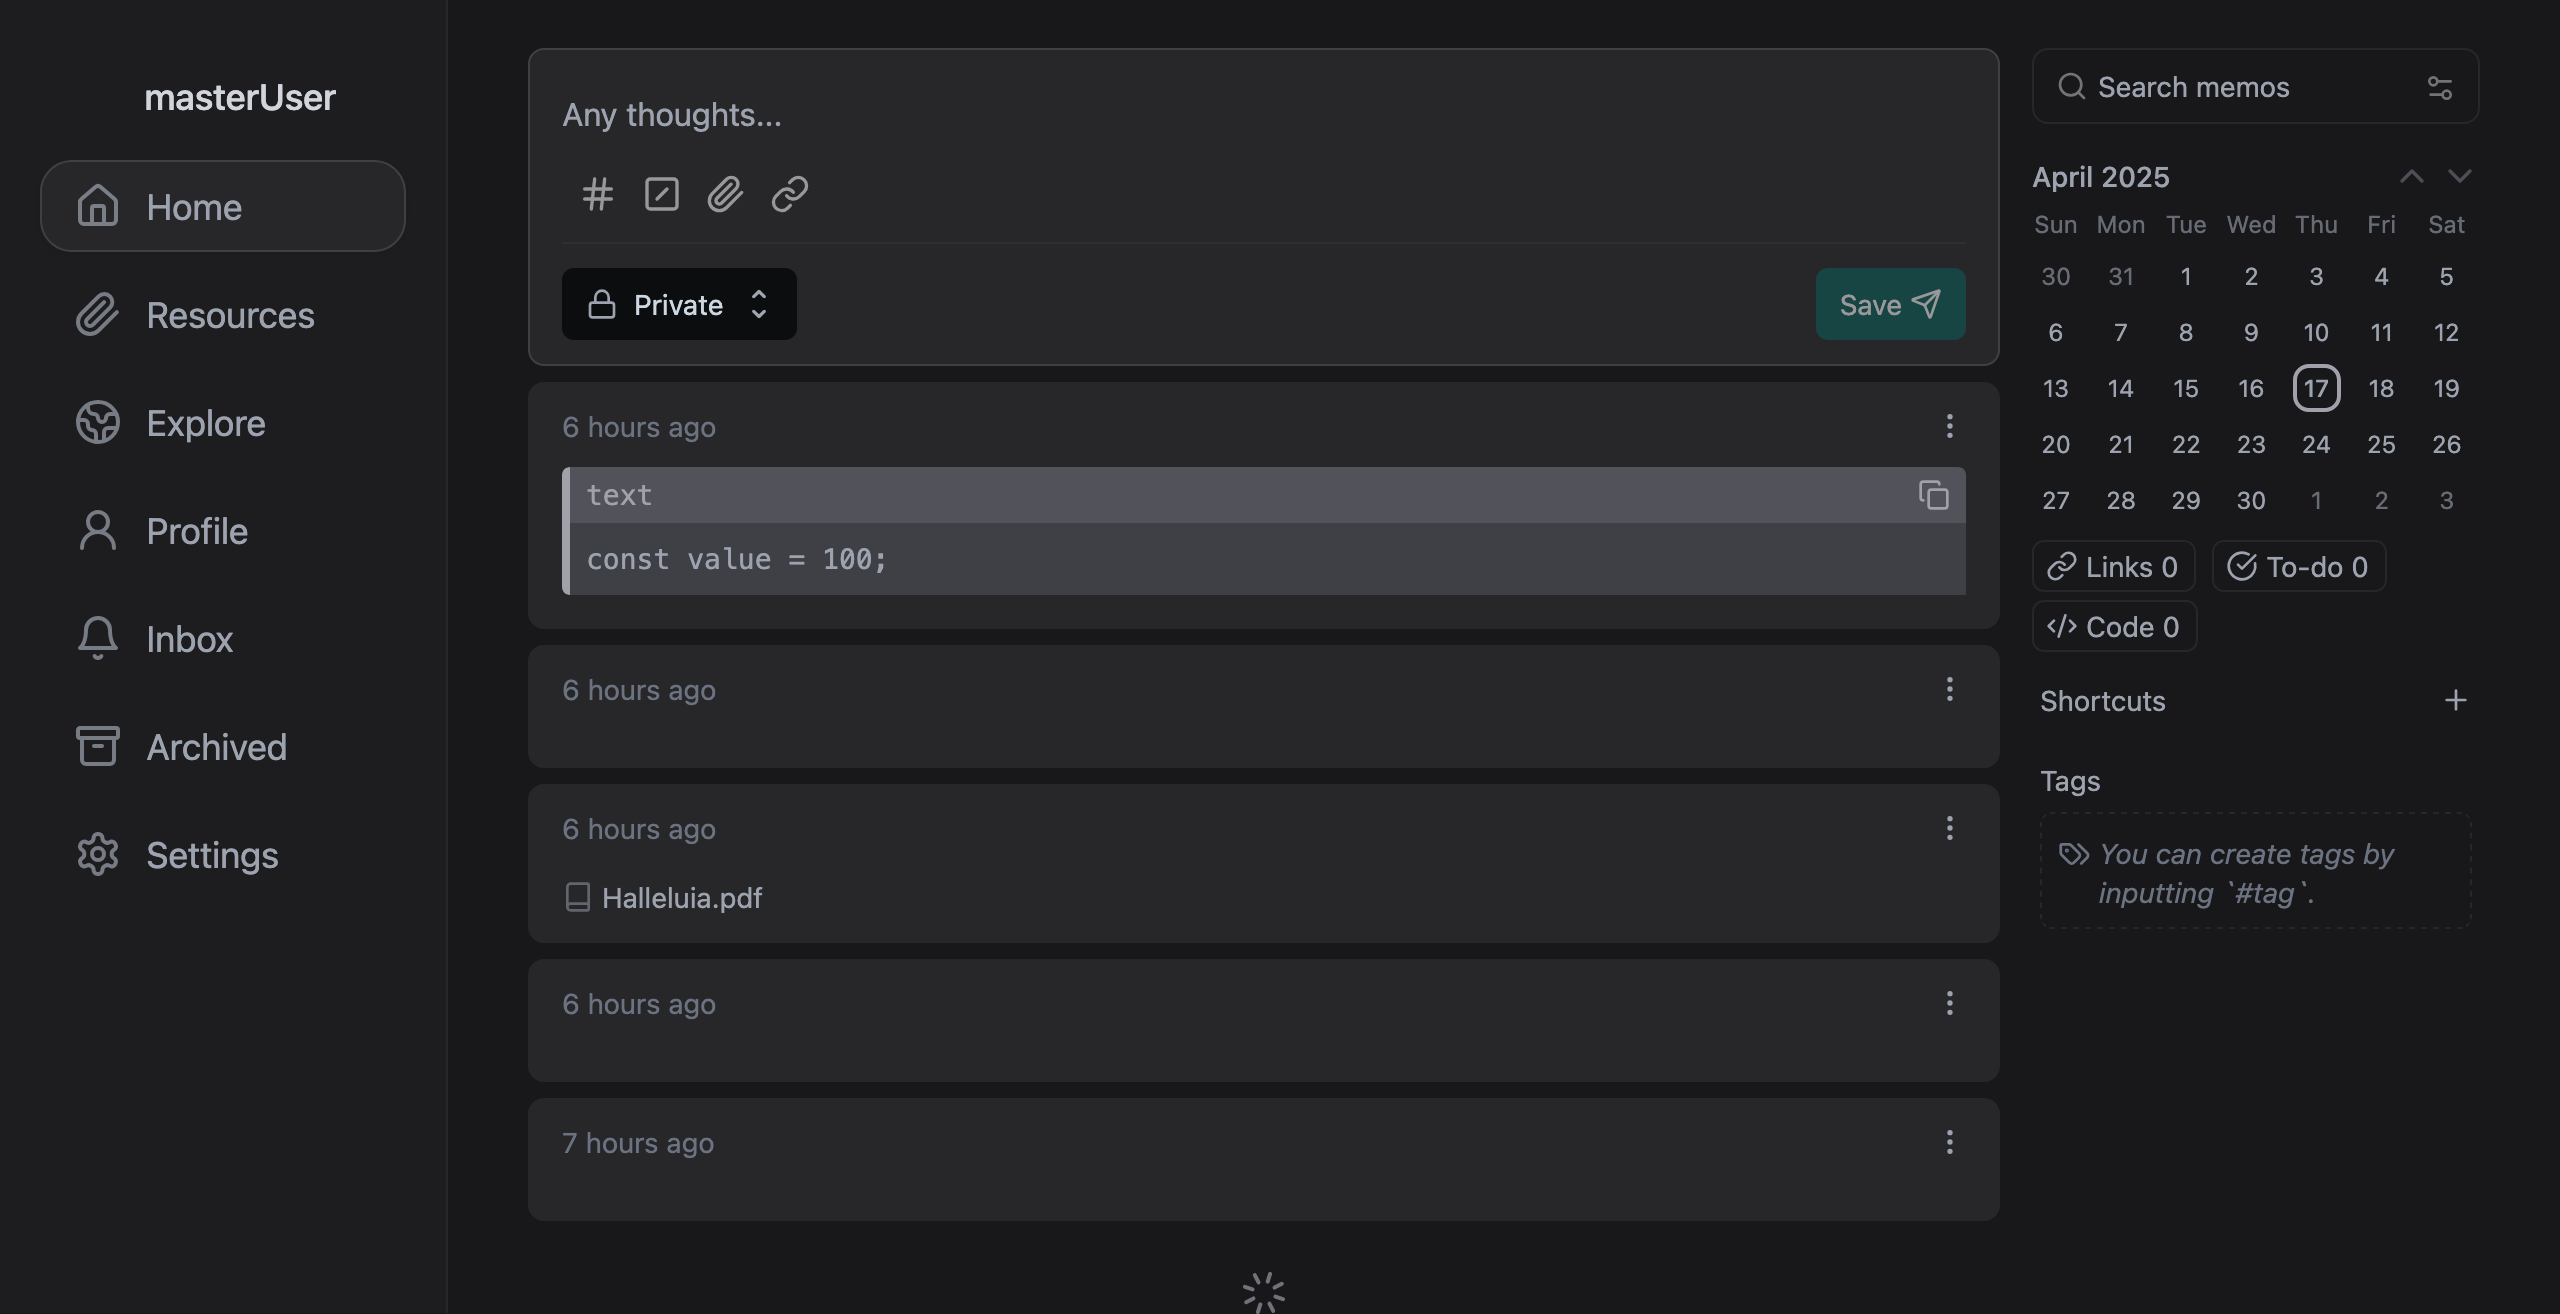 masterUser
Home
Resources
Explore
Profile
Inbox
Archived
Settings
Any thoughts...
Private
Save
6 hours ago
text
const value = 100;
6 hours ago
6 hours ago
Halleluia.pdf
6 hours ago
7 hours ago
Search memos
April 2025
Sun Mon Tue Wed Thu Fri Sat
30 31 1 2 3 4 5
6 7 8 9 10 11 12
13 14 15 16 17 18 19
20 21 22 23 24 25 26
27 28 29 30 1 2 3
Links 0 To-do 0
Code 0
Shortcuts
Tags
You can create tags by
inputting `#tag`.